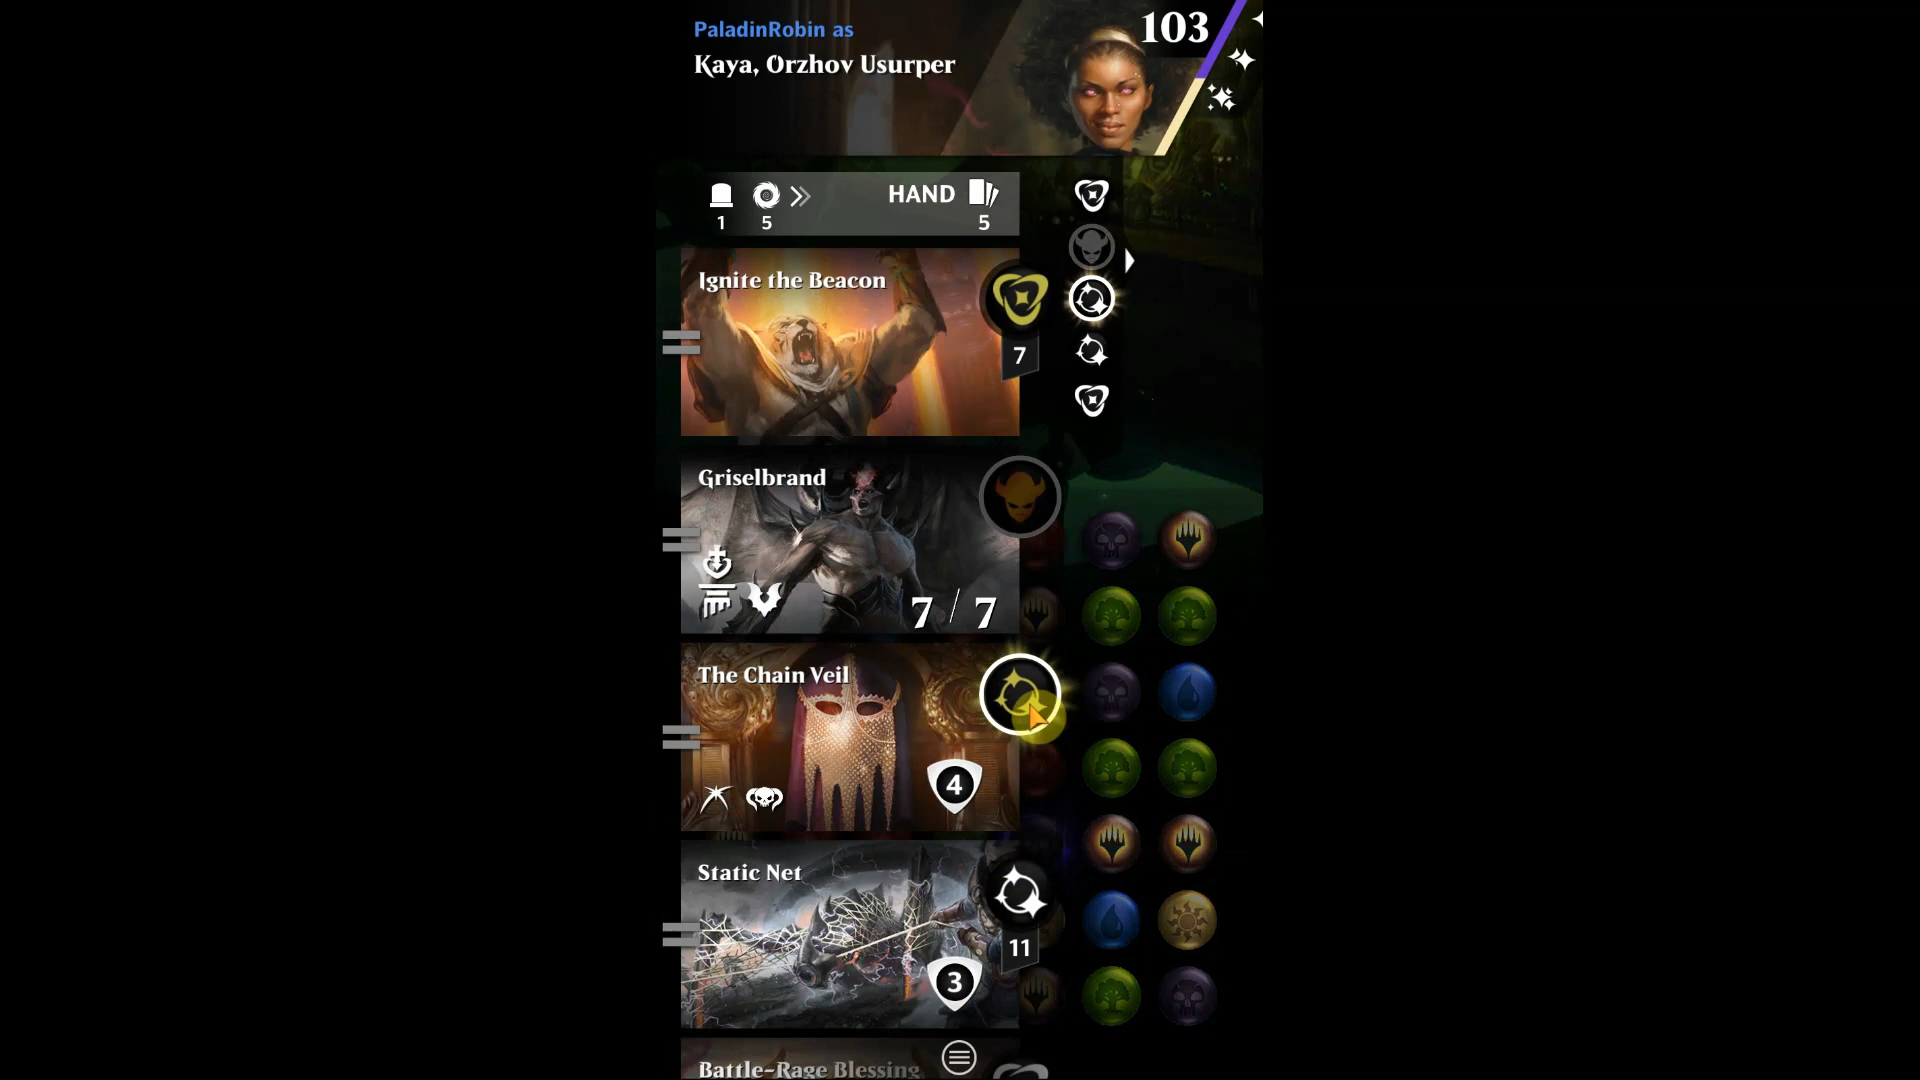 PaladinRobin as
103
Kaya, Orzhov Usurper
HAND
1
5
5
Ignite the Beacon
7
Griselbrand
7 / 7
The Chain Veil
4
Static Net
11
3
Battle-Rage Blessing